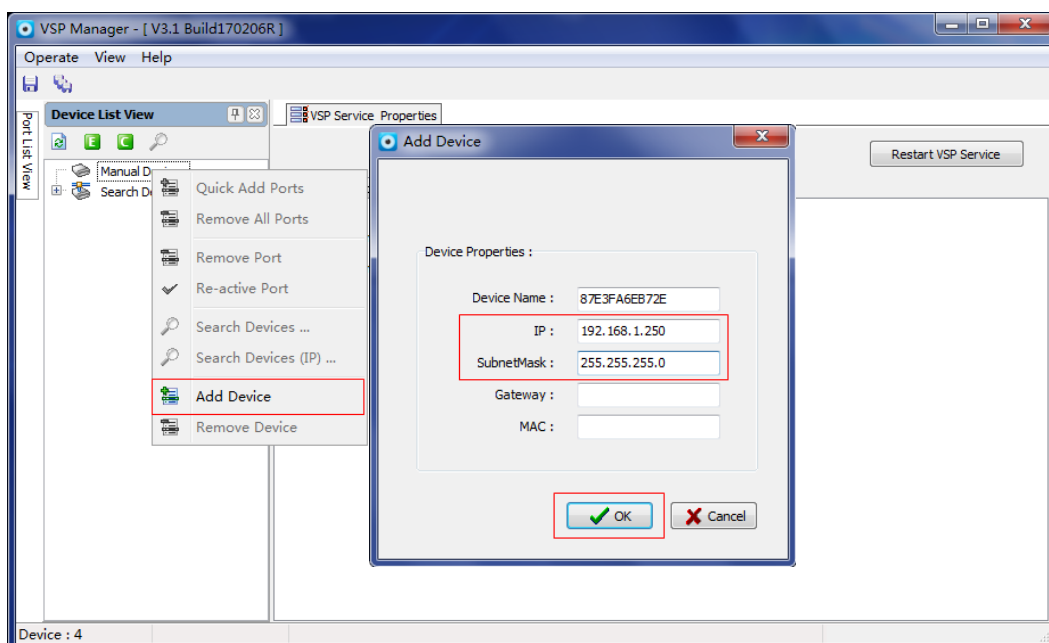 VSP Manager - [ V3.1 Build170206R ]
Operate View Help
Port List View
Device List View
E C
Manual D
Search D
Quick Add Ports
Remove All Ports
Remove Port
Re-active Port
Search Devices ...
Search Devices (IP) ...
Add Device
Remove Device
VSP Service Properties
Restart VSP Service
Add Device
Device Properties :
Device Name : 87E3FA6EB72E
IP : 192.168.1.250
SubnetMask : 255.255.255.0
Gateway :
MAC :
OK Cancel
Device : 4